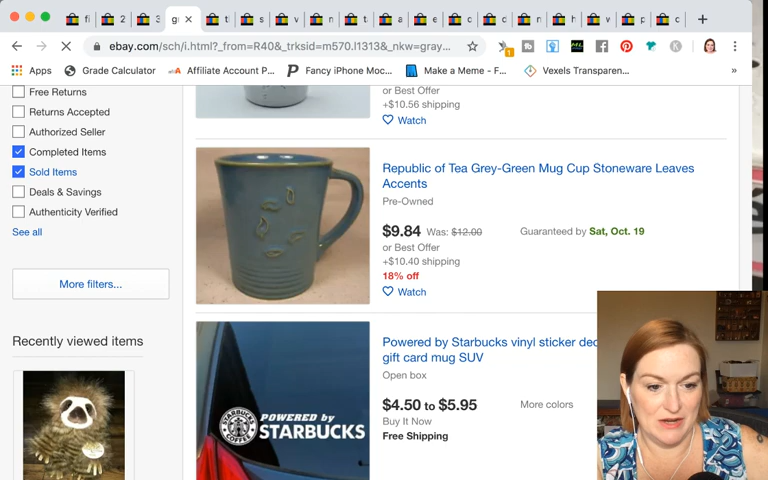 fi
2
3
g
t
s
v
n
t
a
e
c
c
n
h
w
p
c
ebay.com/sch/i.html?_from=R40&_trksid=m570.l1313&_nkw=gray...
Apps
Grade Calculator
Affiliate Account P...
Fancy iPhone Moc...
Make a Meme - F...
Vexels Transparen...
»
Free Returns
Returns Accepted
Authorized Seller
Completed Items
Sold Items
Deals & Savings
Authenticity Verified
See all
More filters...
Recently viewed items
or Best Offer
+$10.56 shipping
Watch
Republic of Tea Grey-Green Mug Cup Stoneware Leaves
Accents
Pre-Owned
$9.84 Was: $12.00
Guaranteed by Sat, Oct. 19
or Best Offer
+$10.40 shipping
18% off
Watch
STARBUCKS
COFFEE
POWERED by
STARBUCKS
Powered by Starbucks vinyl sticker dec
gift card mug SUV
Open box
$4.50 to $5.95
More colors
Buy It Now
Free Shipping